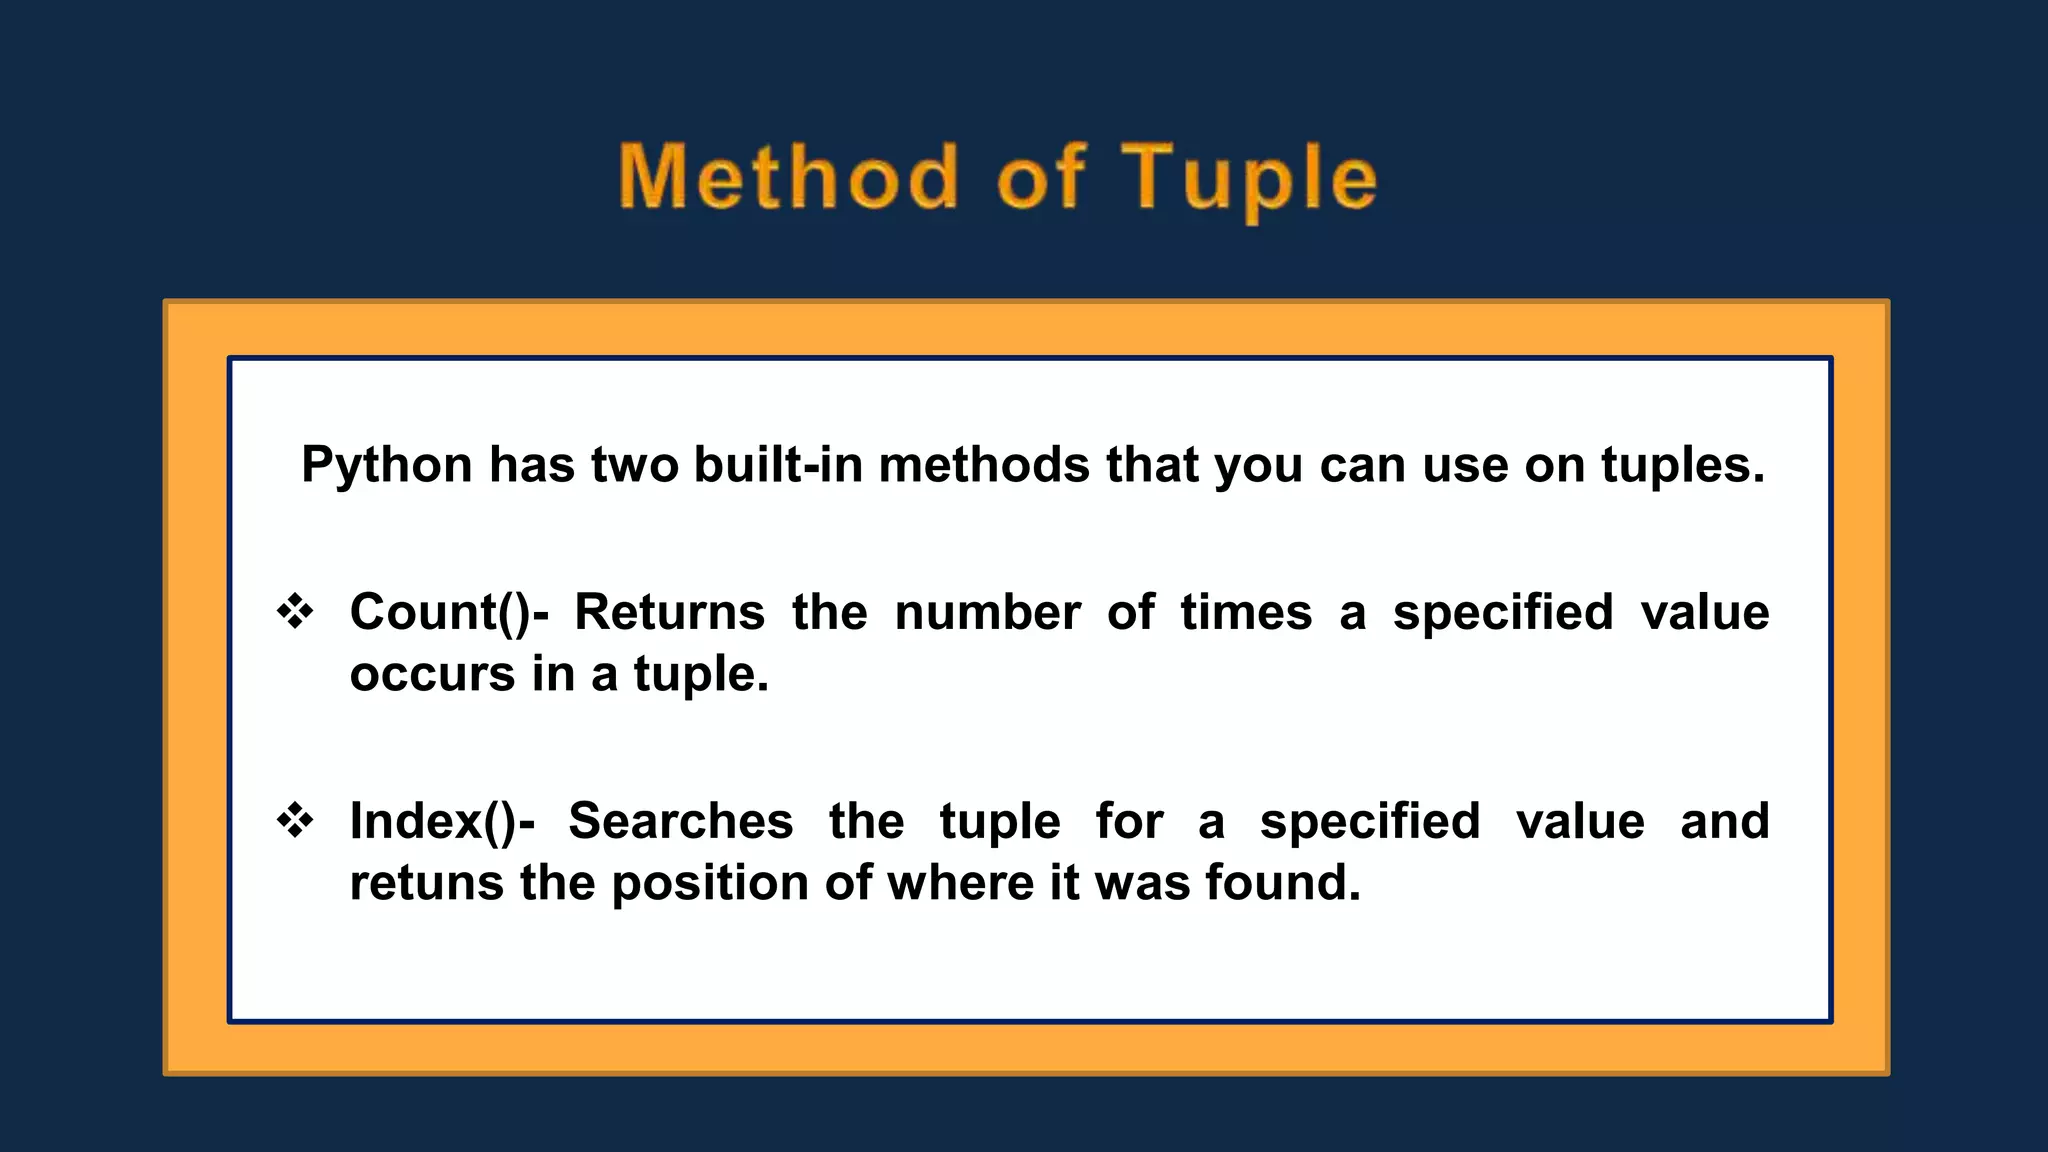 Method of Tuple
Python has two built-in methods that you can use on tuples.
❖ Count()- Returns the number of times a specified value
occurs in a tuple.
❖ Index()- Searches the tuple for a specified value and
retuns the position of where it was found.